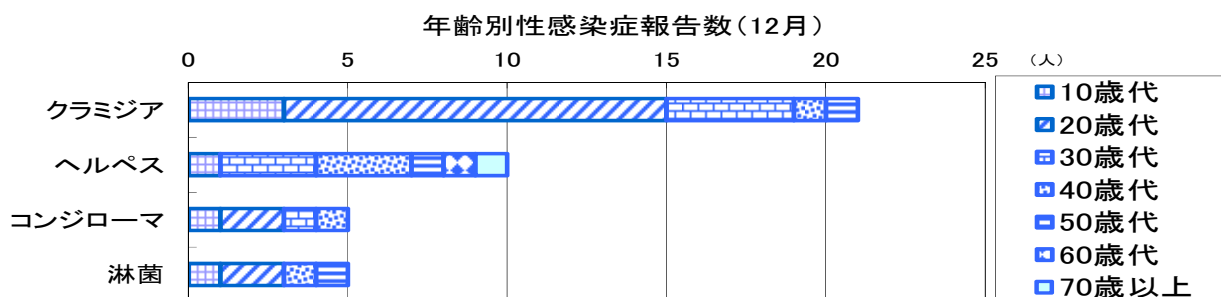 年齢別性感染症報告数(12月)
0 5 10 15 20 25 (人)
クラミジア
ヘルペス
コンジローマ
淋菌
10歳代
20歳代
30歳代
40歳代
50歳代
60歳代
70歳以上